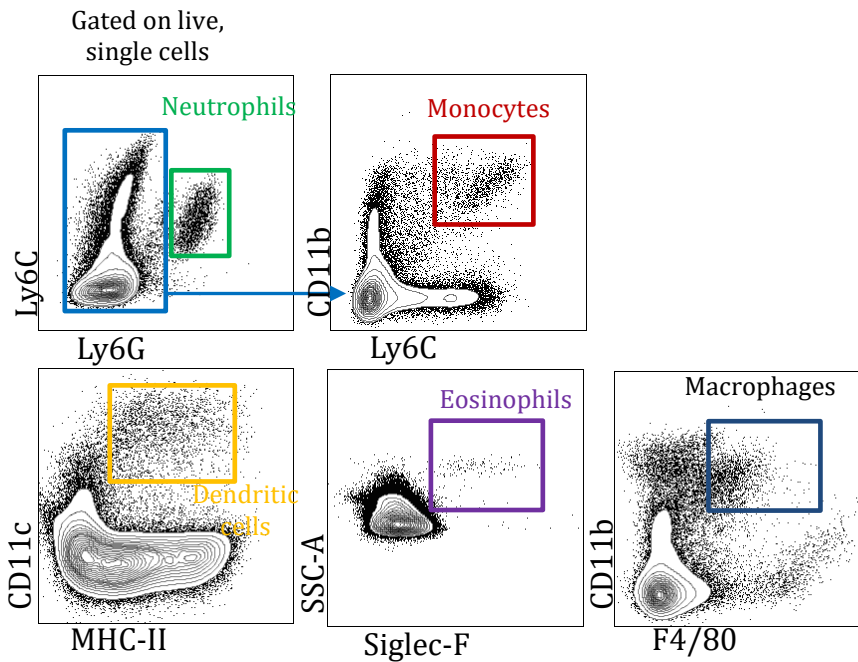 Gated on live,
single cells
Neutrophils
Ly6C
Ly6G
Monocytes
CD11b
Ly6C
Dendritic
cells
CD11c
MHC-II
Eosinophils
SSC-A
Siglec-F
Macrophages
CD11b
F4/80